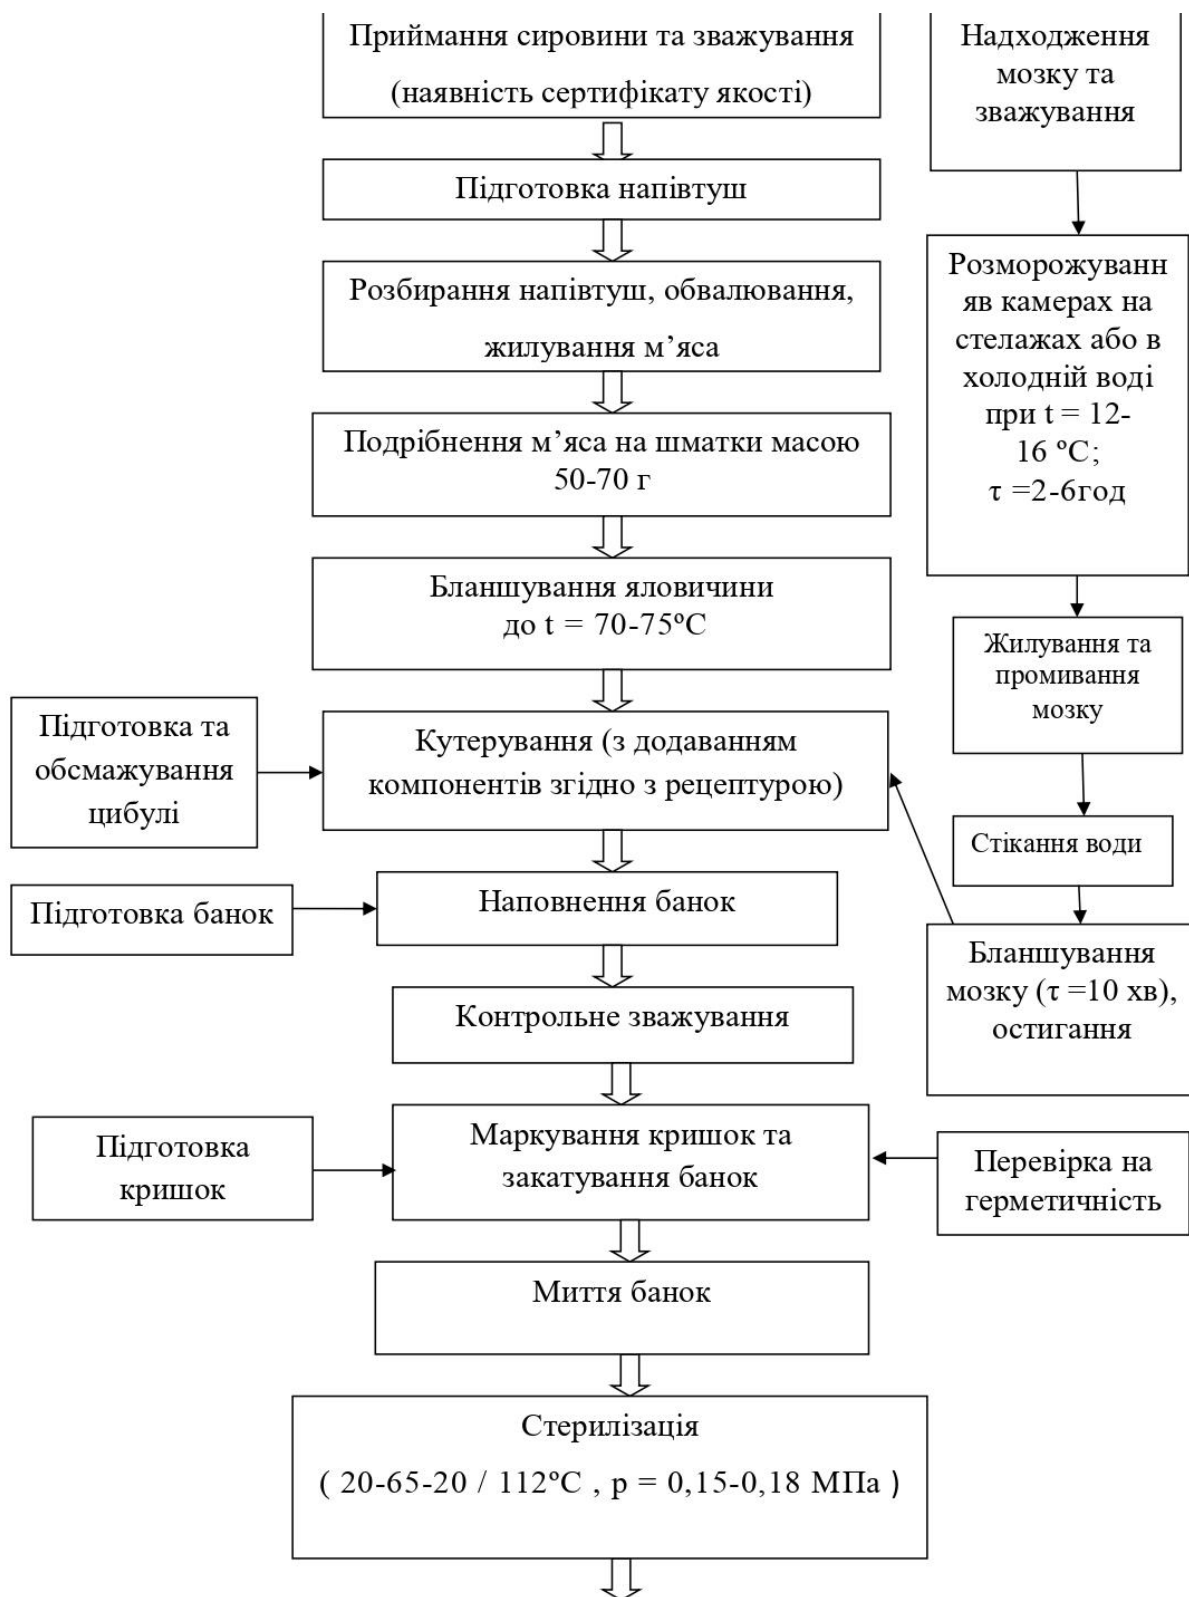 Приймання сировини та зважування
(наявність сертифікату якості)
Надходження
мозку та
зважування
Підготовка напівтуш
Розбирання напівтуш, обвалювання,
жилування м’яса
Розморожуванн
яв камерах на
стелажах або в
холодній воді
при t = 12-
16 ºС;
τ =2-6год
Подрібнення м’яса на шматки масою
50-70 г
Бланшування яловичини
до t = 70-75ºС
Жилування та
промивання
мозку
Підготовка та
обсмажування
цибулі
Кутерування (з додаванням
компонентів згідно з рецептурою)
Стікання води
Підготовка банок
Наповнення банок
Бланшування
мозку (τ =10 хв),
остигання
Контрольне зважування
Підготовка
кришок
Маркування кришок та
закатування банок
Перевірка на
герметичність
Миття банок
Стерилізація
( 20-65-20 / 112ºС , р = 0,15-0,18 МПа )